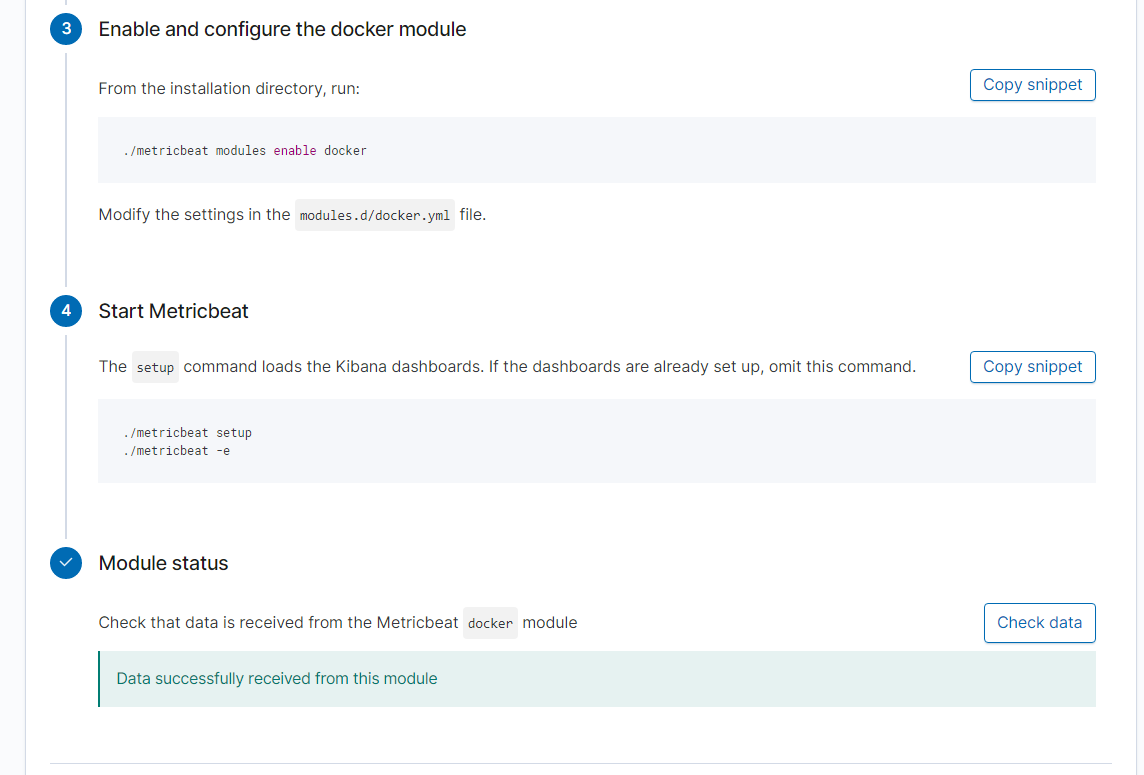 3 Enable and configure the docker module
From the installation directory, run:
Copy snippet
./metricbeat modules enable docker
Modify the settings in the modules.d/docker.yml file.
4 Start Metricbeat
The setup command loads the Kibana dashboards. If the dashboards are already set up, omit this command.
Copy snippet
./metricbeat setup
./metricbeat -e
Module status
Check that data is received from the Metricbeat docker module
Check data
Data successfully received from this module